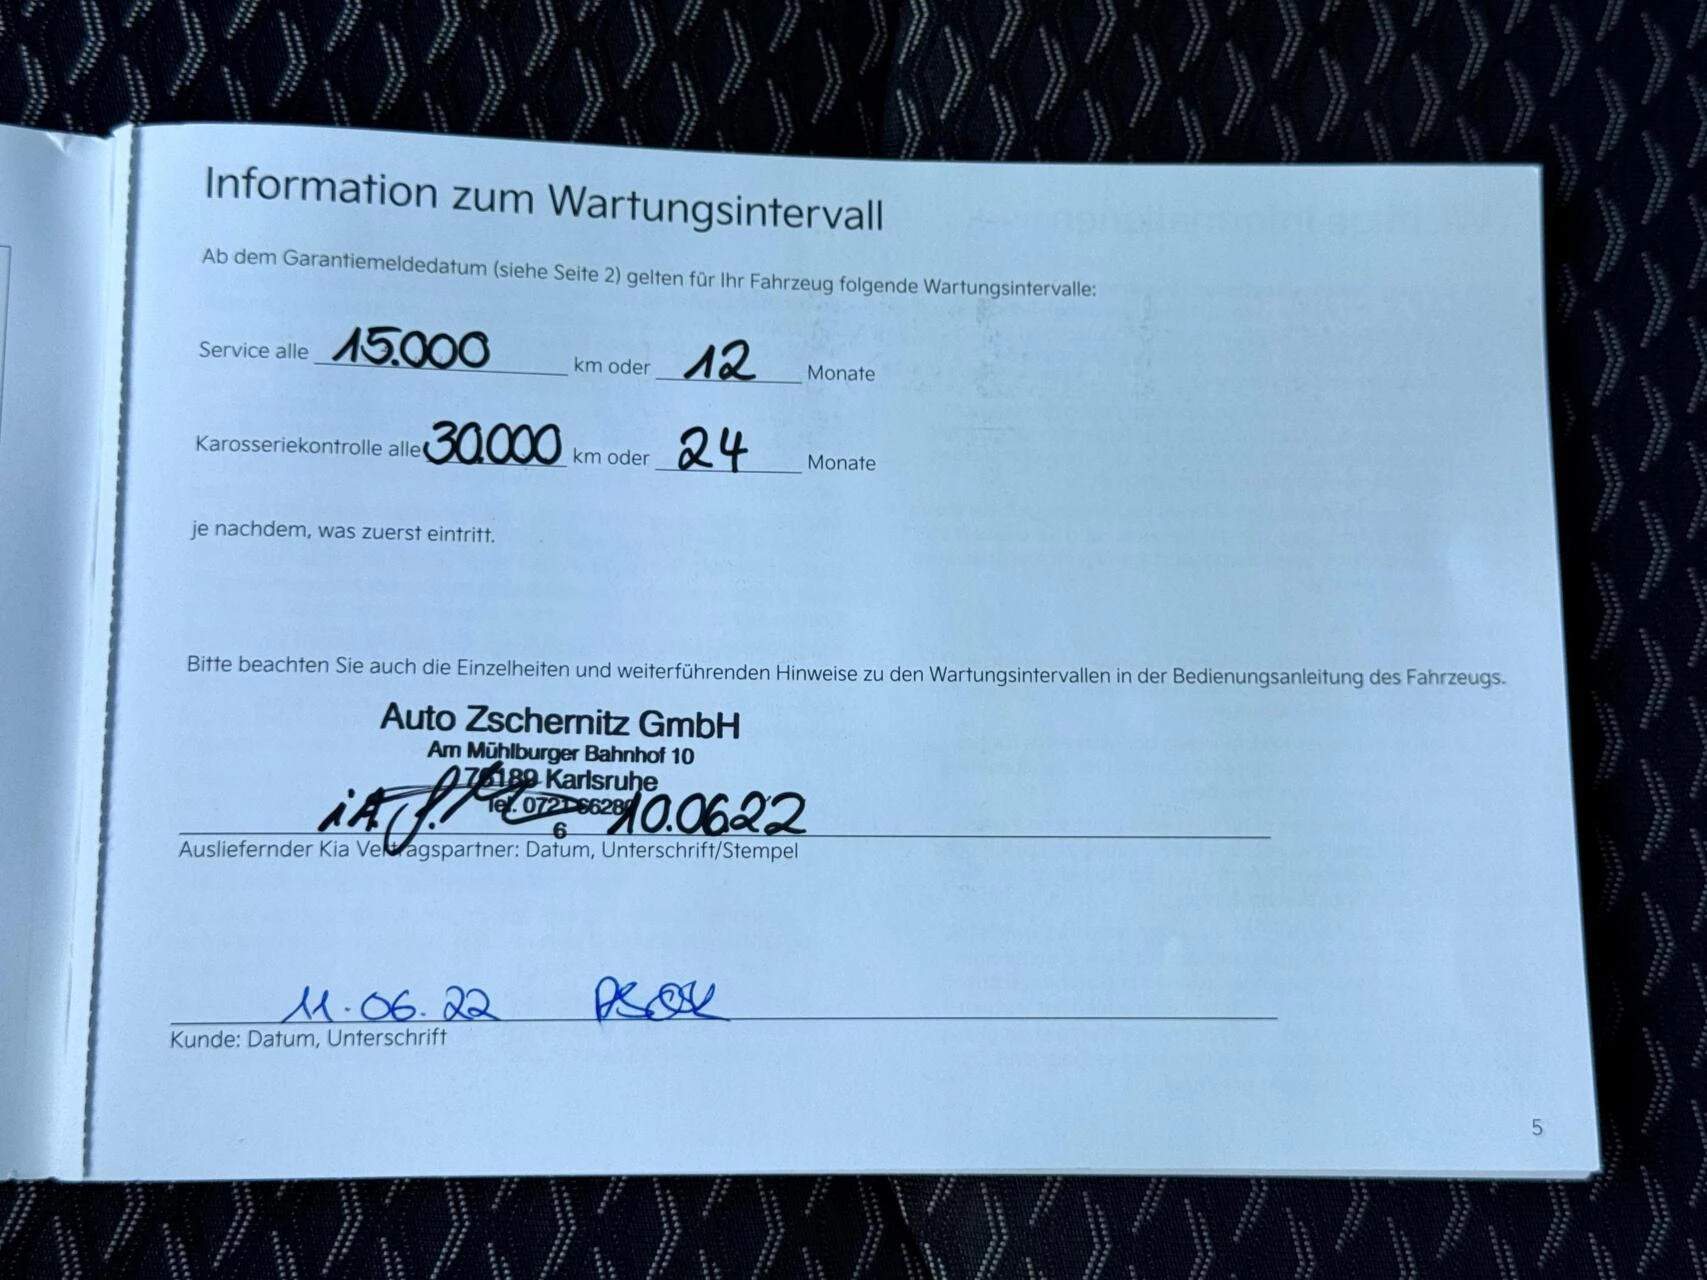 Information zum Wartungsintervall
Ab dem Garantiemeldedatum (siehe Seite 2) gelten für Ihr Fahrzeug folgende Wartungsintervalle:
Service alle 15.000 km oder 12 Monate
Karosseriekontrolle alle 30.000 km oder 24 Monate
je nachdem, was zuerst eintritt.
Bitte beachten Sie auch die Einzelheiten und weiterführenden Hinweise zu den Wartungsintervallen in der Bedienungsanleitung des Fahrzeugs.
Auto Zschernitz GmbH
Am Mühlburger Bahnhof 10
76189 Karlsruhe
Tel. 0721
i.A. 10.06.22
6
Ausliefernder Kia Vertragspartner: Datum, Unterschrift/Stempel
11.06.22
Kunde: Datum, Unterschrift
5